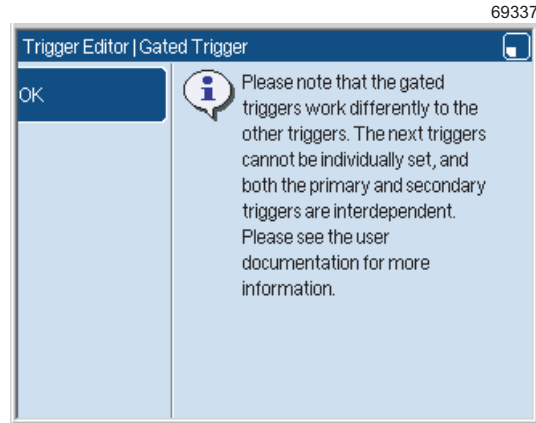 69337
Trigger Editor | Gated Trigger
OK
Please note that the gated
triggers work differently to the
other triggers. The next triggers
cannot be individually set, and
both the primary and secondary
triggers are interdependent.
Please see the user
documentation for more
information.